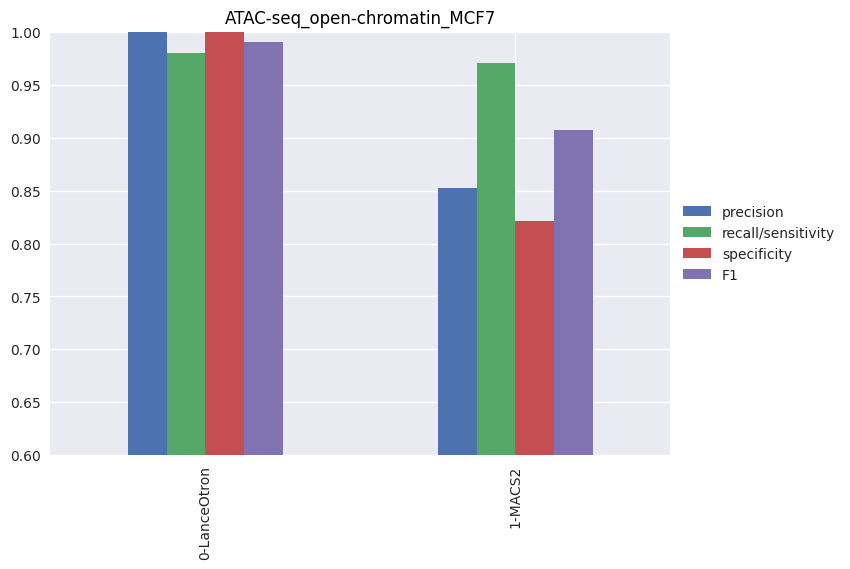 ATAC-seq_open-chromatin_MCF7
1.00
0.95
0.90
0.85
0.80
0.75
0.70
0.65
0.60
0-LanceOtron
1-MACS2
precision
recall/sensitivity
specificity
F1